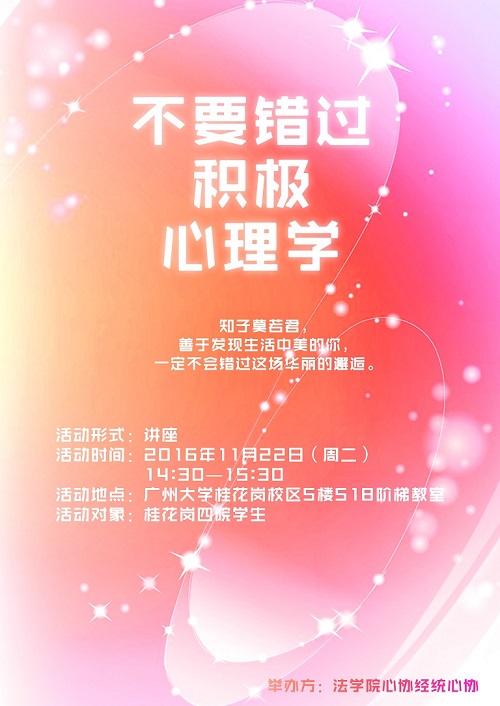 不要错过
积极
心理学
知子莫若君，
善于发现生活中美的你，
一定不会错过这场华丽的邂逅。
活动形式：讲座
活动时间：2016年11月22日（周二）
14:30—15:30
活动地点：广州大学桂花岗校区5楼518阶梯教室
活动对象：桂花岗四院学生
举办方：法学院心协经统心协